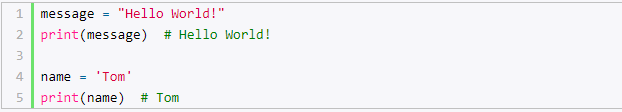 1 message = "Hello World!"
2 print(message)  # Hello World!
3
4 name = 'Tom'
5 print(name)  # Tom